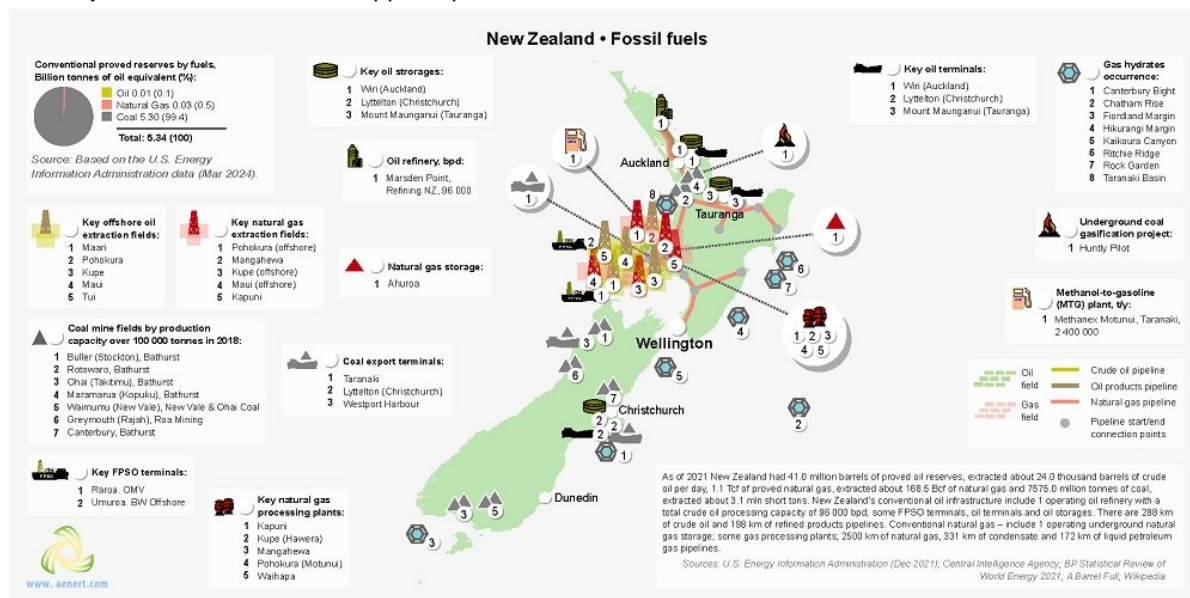 New Zealand • Fossil fuels
Conventional proved reserves by fuels,
Billion tonnes of oil equivalent (%):
Oil 0.01 (0.1)
Natural Gas 0.03 (0.5)
Coal 5.30 (99.4)
Total: 5.34 (100)
Source: Based on the U.S. Energy
Information Administration data (Mar 2024).
Key oil strorages:
1 Wiri (Auckland)
2 Lyttelton (Christchurch)
3 Mount Maunganui (Tauranga)
Oil refinery, bpd:
1 Marsden Point,
Refining NZ, 96 000
Key oil terminals:
1 Wiri (Auckland)
2 Lyttelton (Christchurch)
3 Mount Maunganui (Tauranga)
Gas hydrates
occurrence:
1 Canterbury Bight
2 Chatham Rise
3 Fiordland Margin
4 Hikurangi Margin
5 Kaikoura Canyon
6 Ritchie Ridge
7 Rock Garden
8 Taranaki Basin
Key offshore oil
extraction fields:
1 Maari
2 Pohokura
3 Kupe
4 Maui
5 Tui
Key natural gas
extraction fields:
1 Pohokura (offshore)
2 Mangahewa
3 Kupe (offshore)
4 Maui (offshore)
5 Kapuni
Natural gas storage:
1 Ahuroa
Underground coal
gasification project:
1 Huntly Pilot
Methanol-to-gasoline
(MTG) plant, t/y:
1 Methanex Motunui, Taranaki,
2 400 000
Coal mine fields by production
capacity over 100 000 tonnes in 2018:
1 Buller (Stockton), Bathurst
2 Rotowaro, Bathurst
3 Ohai (Takitimu), Bathurst
4 Maramarua (Kopuku), Bathurst
5 Waimumu (New Vale), New Vale & Ohai Coal
6 Greymouth (Rajah), Roa Mining
7 Canterbury, Bathurst
Coal export terminals:
1 Taranaki
2 Lyttelton (Christchurch)
3 Westport Harbour
Oil
field
Gas
field
Crude oil pipeline
Oil products pipeline
Natural gas pipeline
Pipeline start/end
connection points
Key FPSO terminals:
1 Raroa, OMV
2 Umuroa, BW Offshore
Key natural gas
processing plants:
1 Kapuni
2 Kupe (Hawera)
3 Mangahewa
4 Pohokura (Motunui)
5 Waihapa
Auckland
Tauranga
Wellington
Christchurch
Dunedin
As of 2021 New Zealand had 41.0 million barrels of proved oil reserves, extracted about 24.0 thousand barrels of crude
oil per day, 1.1 Tcf of proved natural gas, extracted about 168.5 Bcf of natural gas and 7575.0 million tonnes of coal,
extracted about 3.1 mln short tons. New Zealand's conventional oil infrastructure include 1 operating oil refinery with a
total crude oil processing capacity of 96 000 bpd, some FPSO terminals, oil terminals and oil storages. There are 288 km
of crude oil and 198 km of refined products pipelines. Conventional natural gas – include 1 operating underground natural
gas storage; some gas processing plants; 2500 km of natural gas, 331 km of condensate and 172 km of liquid petroleum
gas pipelines.
Sources: U.S. Energy Information Administration (Dec 2021); Central Intelligence Agency; BP Statistical Review of
World Energy 2021; A Barrel Full, Wikipedia
www.aenert.com